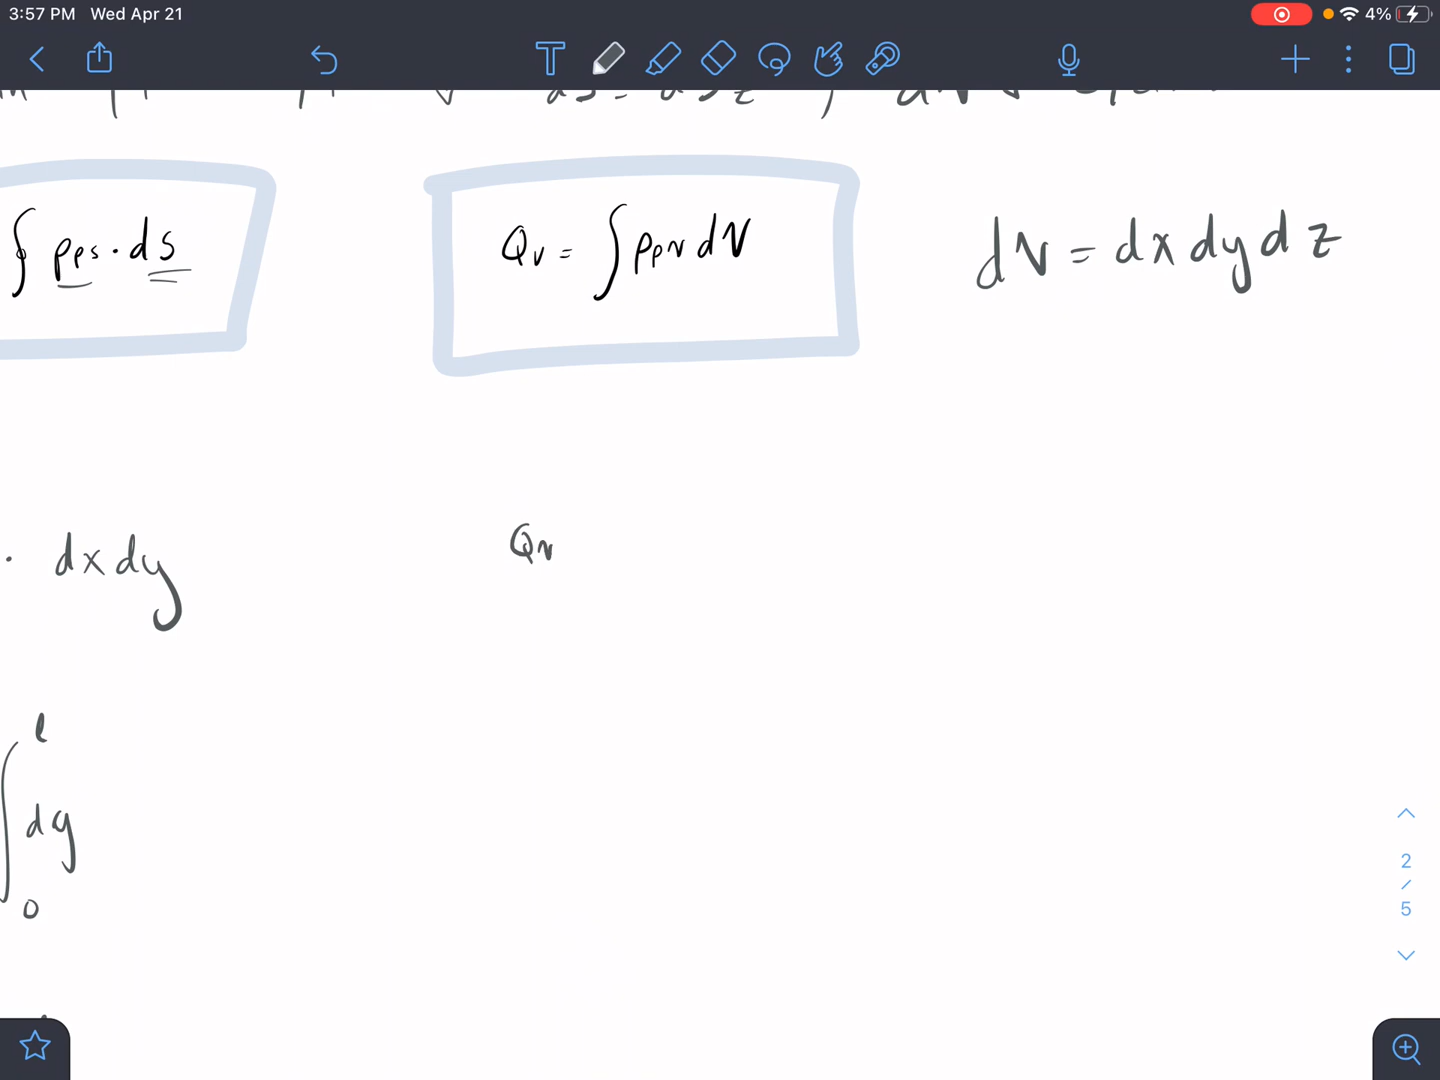 3:57 PM Wed Apr 21 4%
T
∮ ρps · ds
Qv = ∫ ρpv dV
dV = dx dy dz
· dx dy
Qv
∫ l dy 0
2 / 5